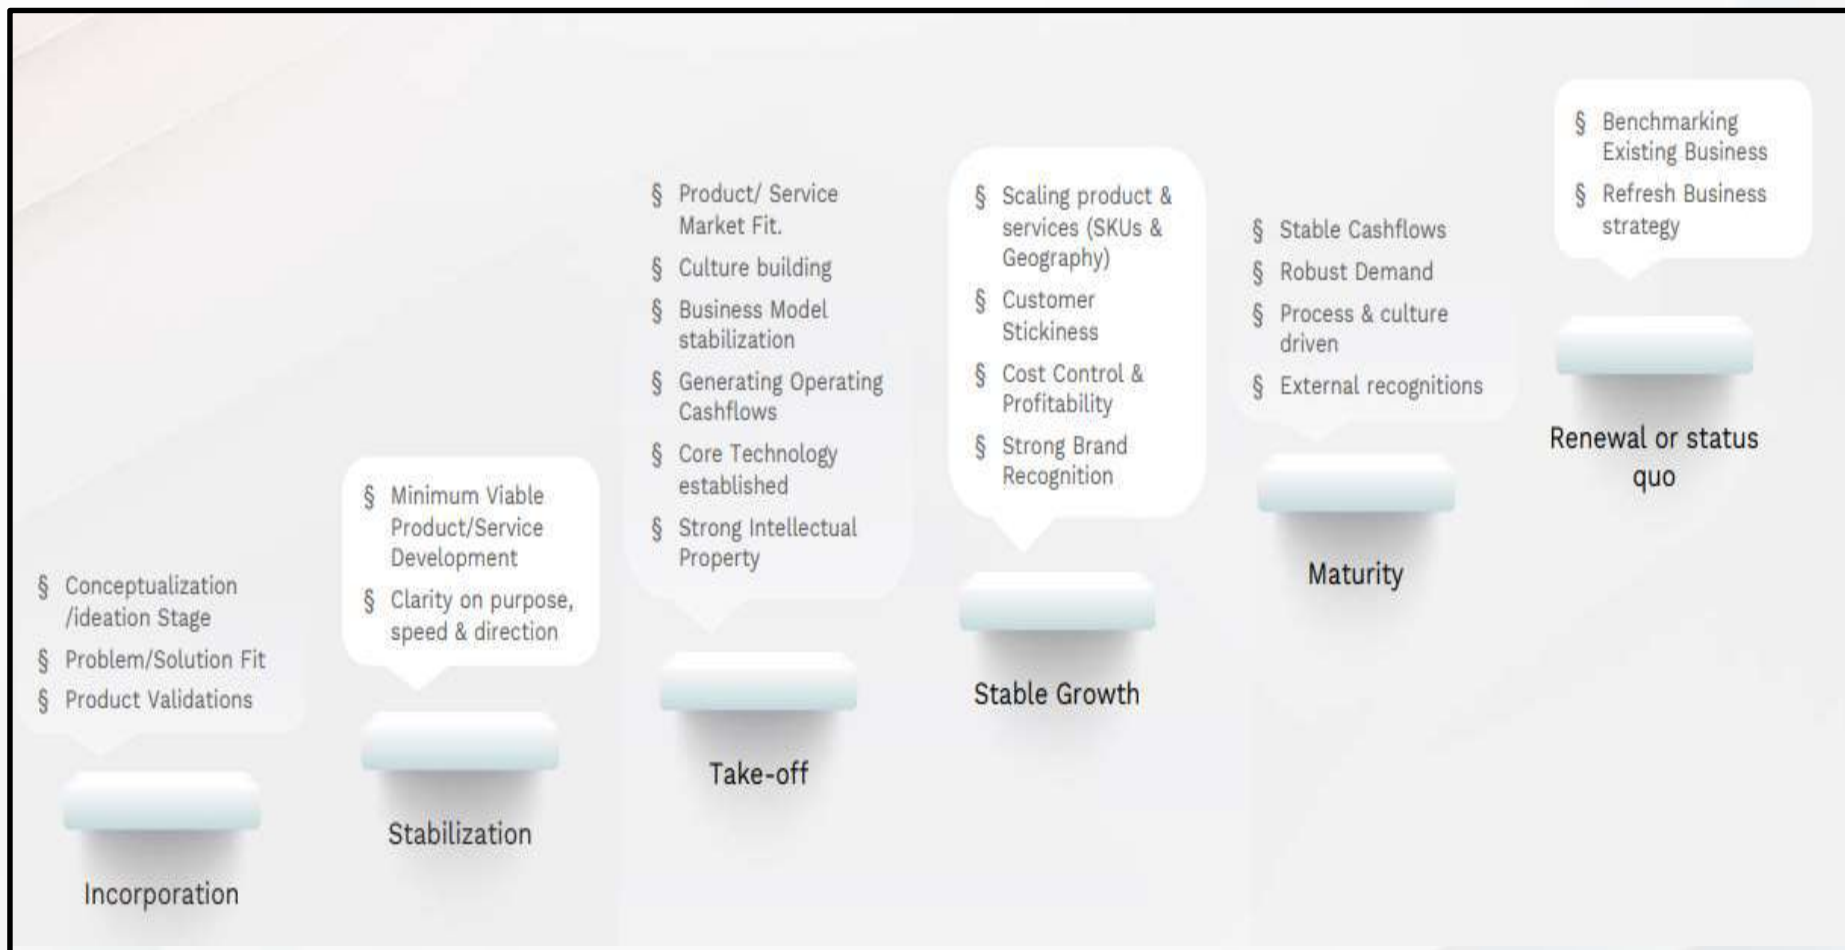 § Conceptualization
/ideation Stage
§ Problem/Solution Fit
§ Product Validations
Incorporation
§ Minimum Viable
Product/Service
Development
§ Clarity on purpose,
speed & direction
Stabilization
§ Product/ Service
Market Fit.
§ Culture building
§ Business Model
stabilization
§ Generating Operating
Cashflows
§ Core Technology
established
§ Strong Intellectual
Property
Take-off
§ Scaling product &
services (SKUs &
Geography)
§ Customer
Stickiness
§ Cost Control &
Profitability
§ Strong Brand
Recognition
Stable Growth
§ Stable Cashflows
§ Robust Demand
§ Process & culture
driven
§ External recognitions
Maturity
§ Benchmarking
Existing Business
§ Refresh Business
strategy
Renewal or status
quo